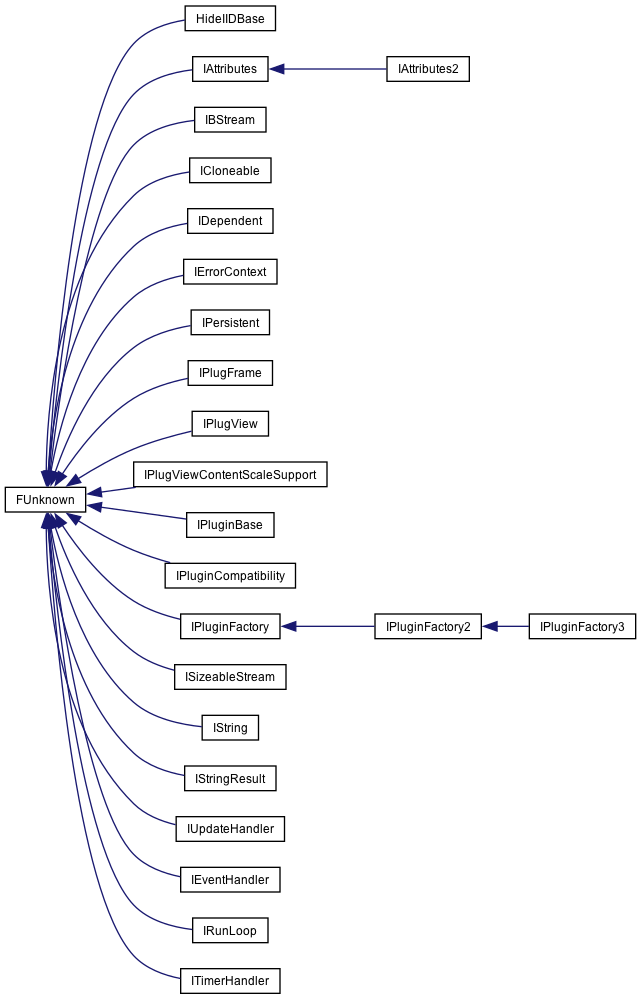 HideIIDBase
IAttributes
IAttributes2
IBStream
ICloneable
IDependent
IErrorContext
IPersistent
IPlugFrame
IPlugView
IPlugViewContentScaleSupport
FUnknown
IPluginBase
IPluginCompatibility
IPluginFactory
IPluginFactory2
IPluginFactory3
ISizeableStream
IString
IStringResult
IUpdateHandler
IEventHandler
IRunLoop
ITimerHandler